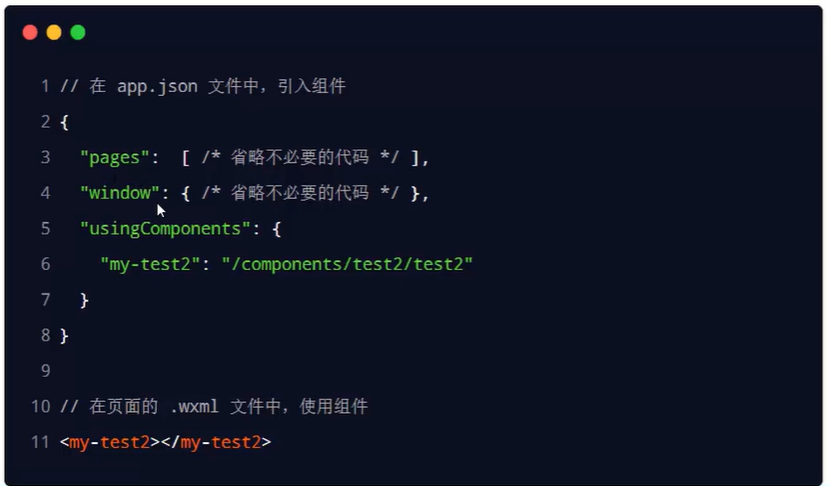 1 // 在 app.json 文件中，引入组件
2 {
3 "pages": [ /* 省略不必要的代码 */ ],
4 "window": { /* 省略不必要的代码 */ },
5 "usingComponents": {
6 "my-test2": "/components/test2/test2"
7 }
8 }
9
10 // 在页面的 .wxml 文件中，使用组件
11 <my-test2></my-test2>